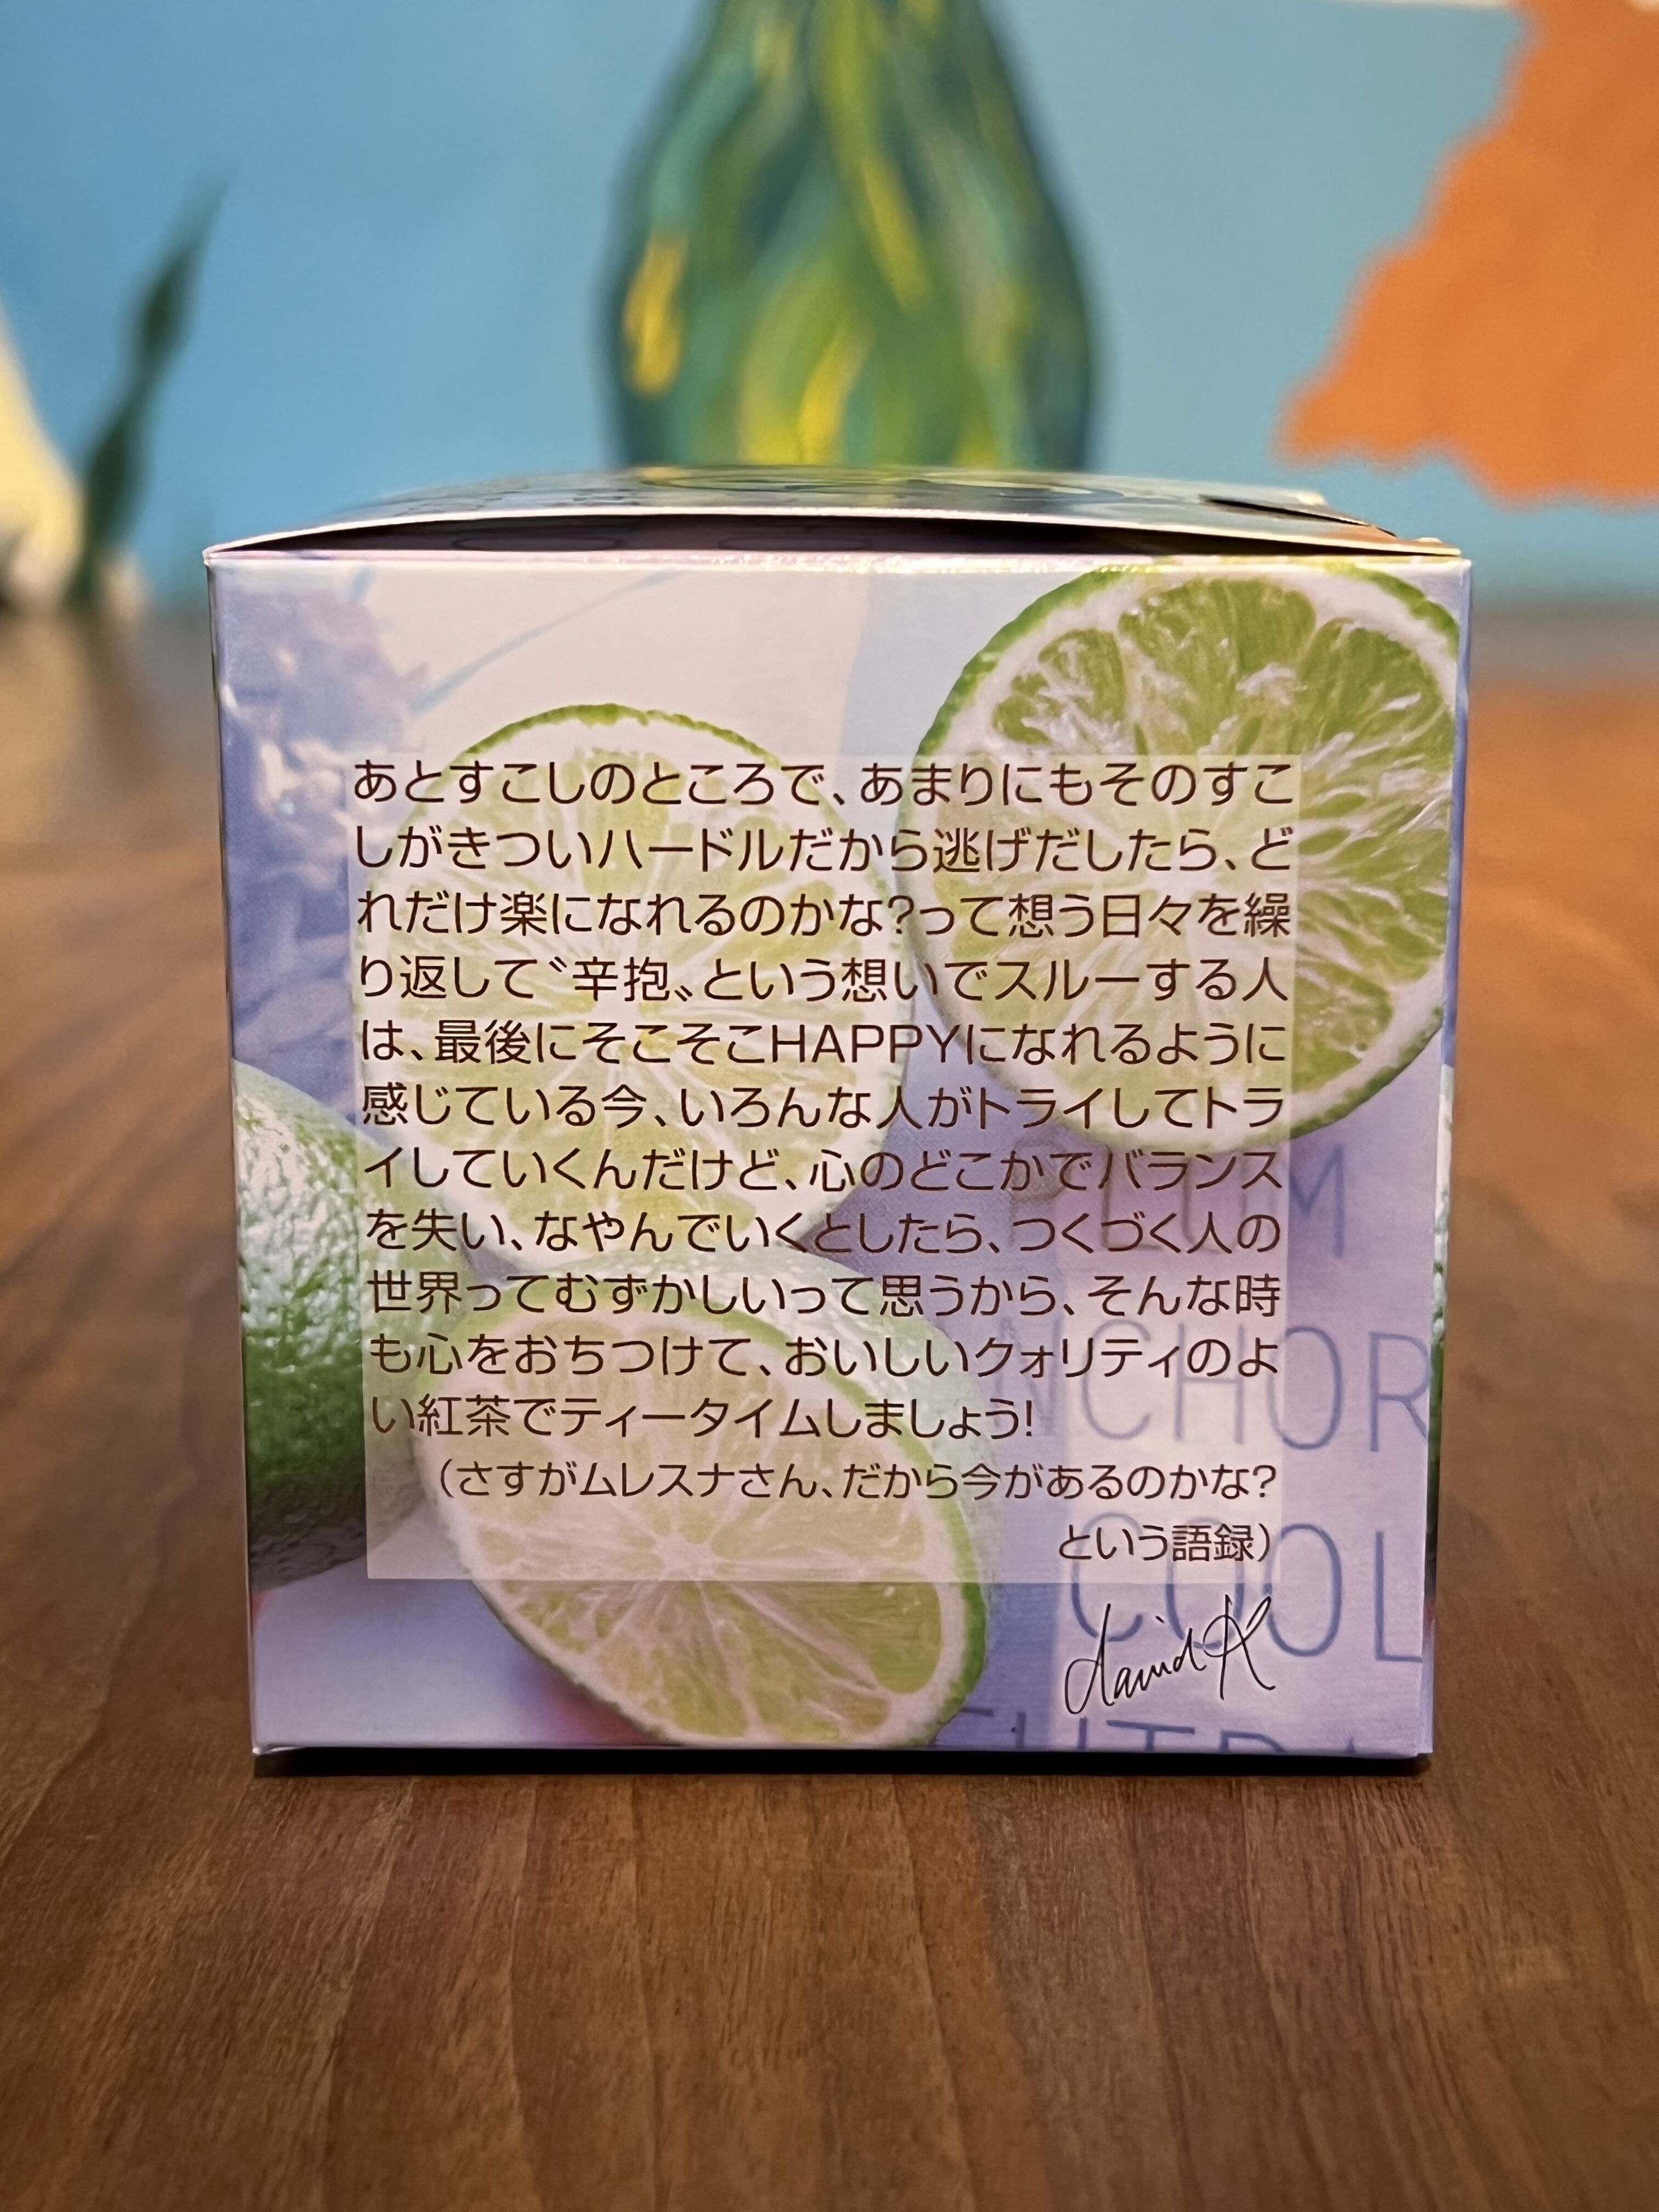 あとすこしのところで、あまりにもそのすこ
しがきついハードルだから逃げだしたら、ど
れだけ楽になれるのかな?って想う日々を繰
り返して〝辛抱〟という想いでスルーする人
は、最後にそこそこHAPPYになれるように
感じている今、いろんな人がトライしてトラ
イしていくんだけど、心のどこかでバランス
を失い、なやんでいくとしたら、つくづく人の
世界ってむずかしいって思うから、そんな時
も心をおちつけて、おいしいクォリティのよ
い紅茶でティータイムしましょう!
（さすがムレスナさん、だから今があるのかな?
という語録）
david K
NCHOR
COOL